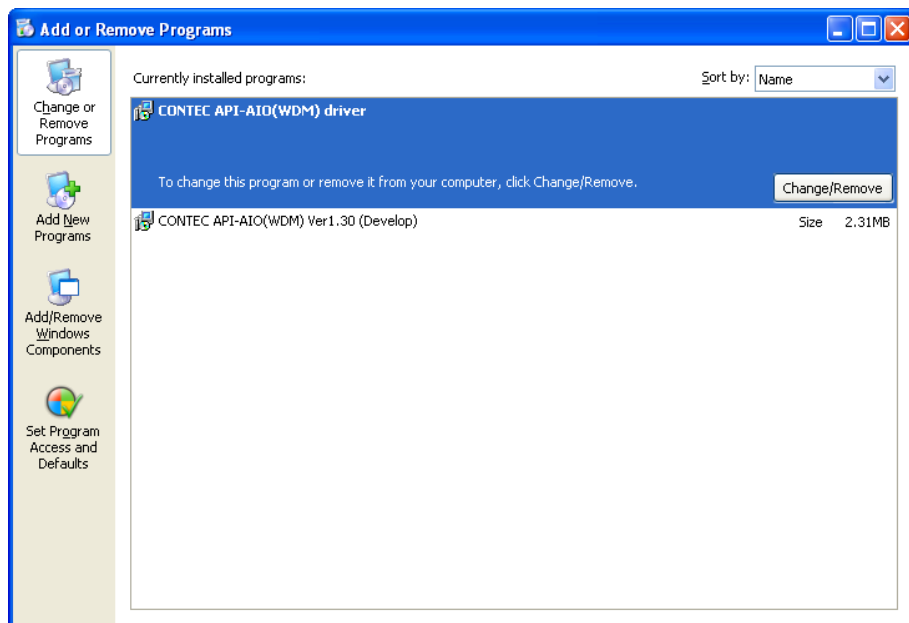 Add or Remove Programs
Change or
Remove
Programs
Add New
Programs
Add/Remove
Windows
Components
Set Program
Access and
Defaults
Currently installed programs:
Sort by: Name
CONTEC API-AIO(WDM) driver
To change this program or remove it from your computer, click Change/Remove.
Change/Remove
CONTEC API-AIO(WDM) Ver1.30 (Develop) Size 2.31MB